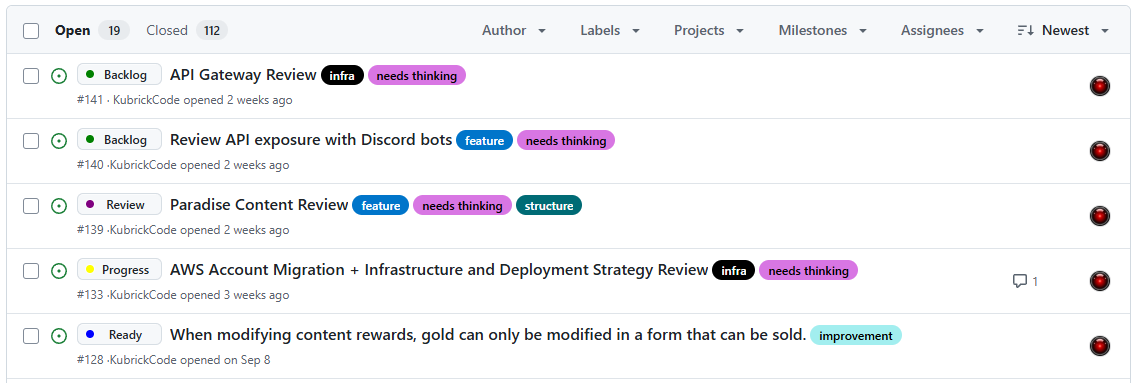 Open 19 Closed 112 Author Labels Projects Milestones Assignees Newest
Backlog API Gateway Review infra needs thinking
#141 · KubrickCode opened 2 weeks ago
Backlog Review API exposure with Discord bots feature needs thinking
#140 ·KubrickCode opened 2 weeks ago
Review Paradise Content Review feature needs thinking structure
#139 ·KubrickCode opened 2 weeks ago
Progress AWS Account Migration + Infrastructure and Deployment Strategy Review infra needs thinking
#133 ·KubrickCode opened 3 weeks ago 1
Ready When modifying content rewards, gold can only be modified in a form that can be sold. improvement
#128 ·KubrickCode opened on Sep 8